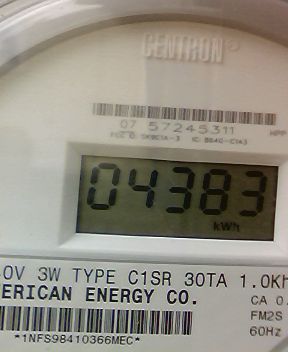 CENTRON®
07 57245311
HPP
04383
kWh
0V 3W TYPE C1SR 30TA 1.0Kh
ERICAN ENERGY CO.
CA 0.
FM2S
60Hz
*1NFS98410366MEC*